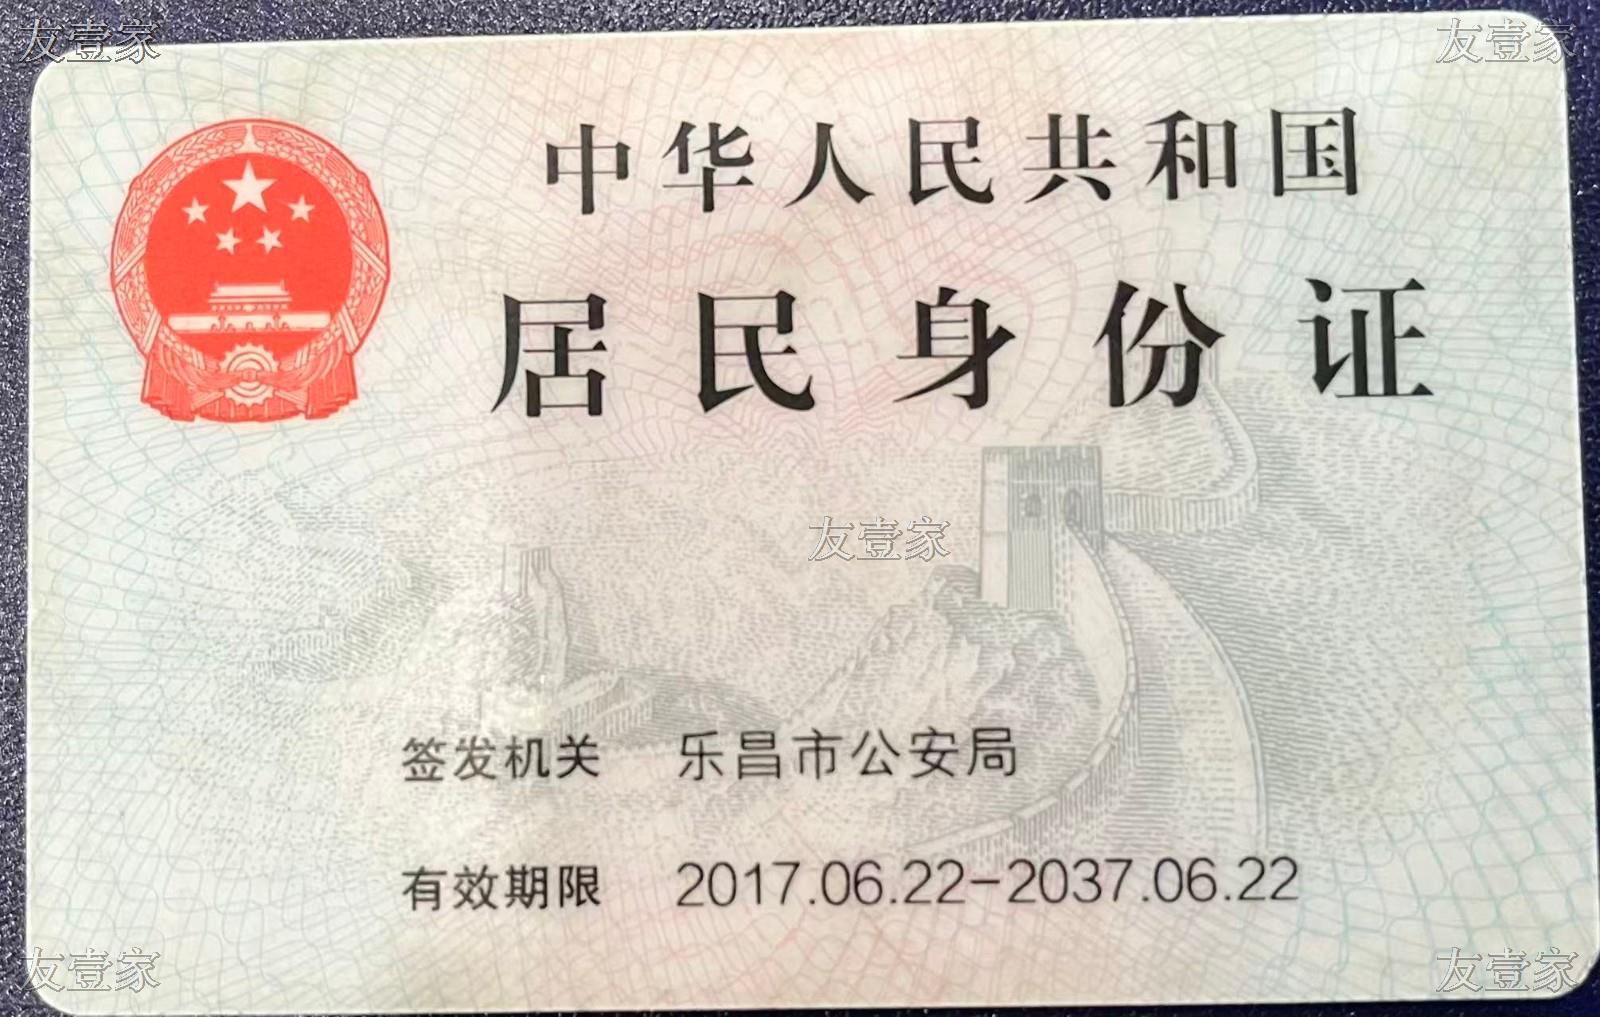 友壹家 友壹家
中华人民共和国
居民身份证
友壹家
签发机关 乐昌市公安局
有效期限 2017.06.22-2037.06.22
友壹家 友壹家